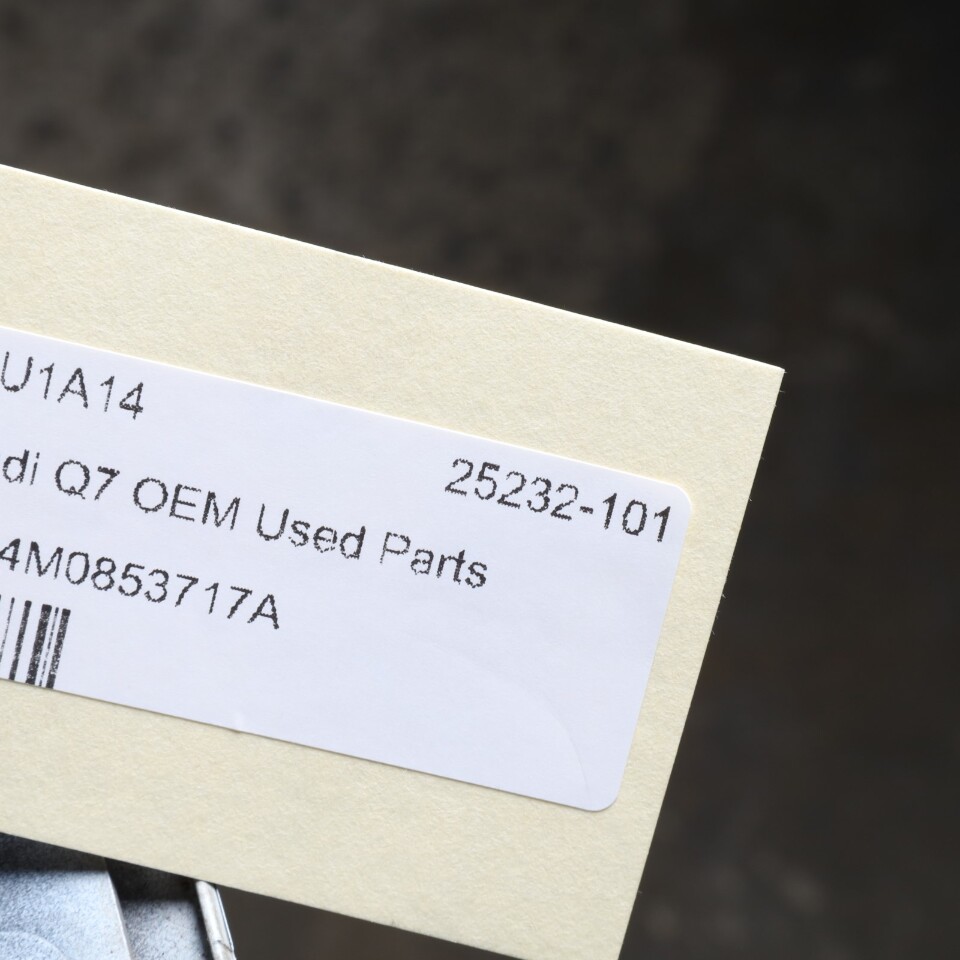 U1A14
25232-101
di Q7 OEM Used Parts
4M0853717A